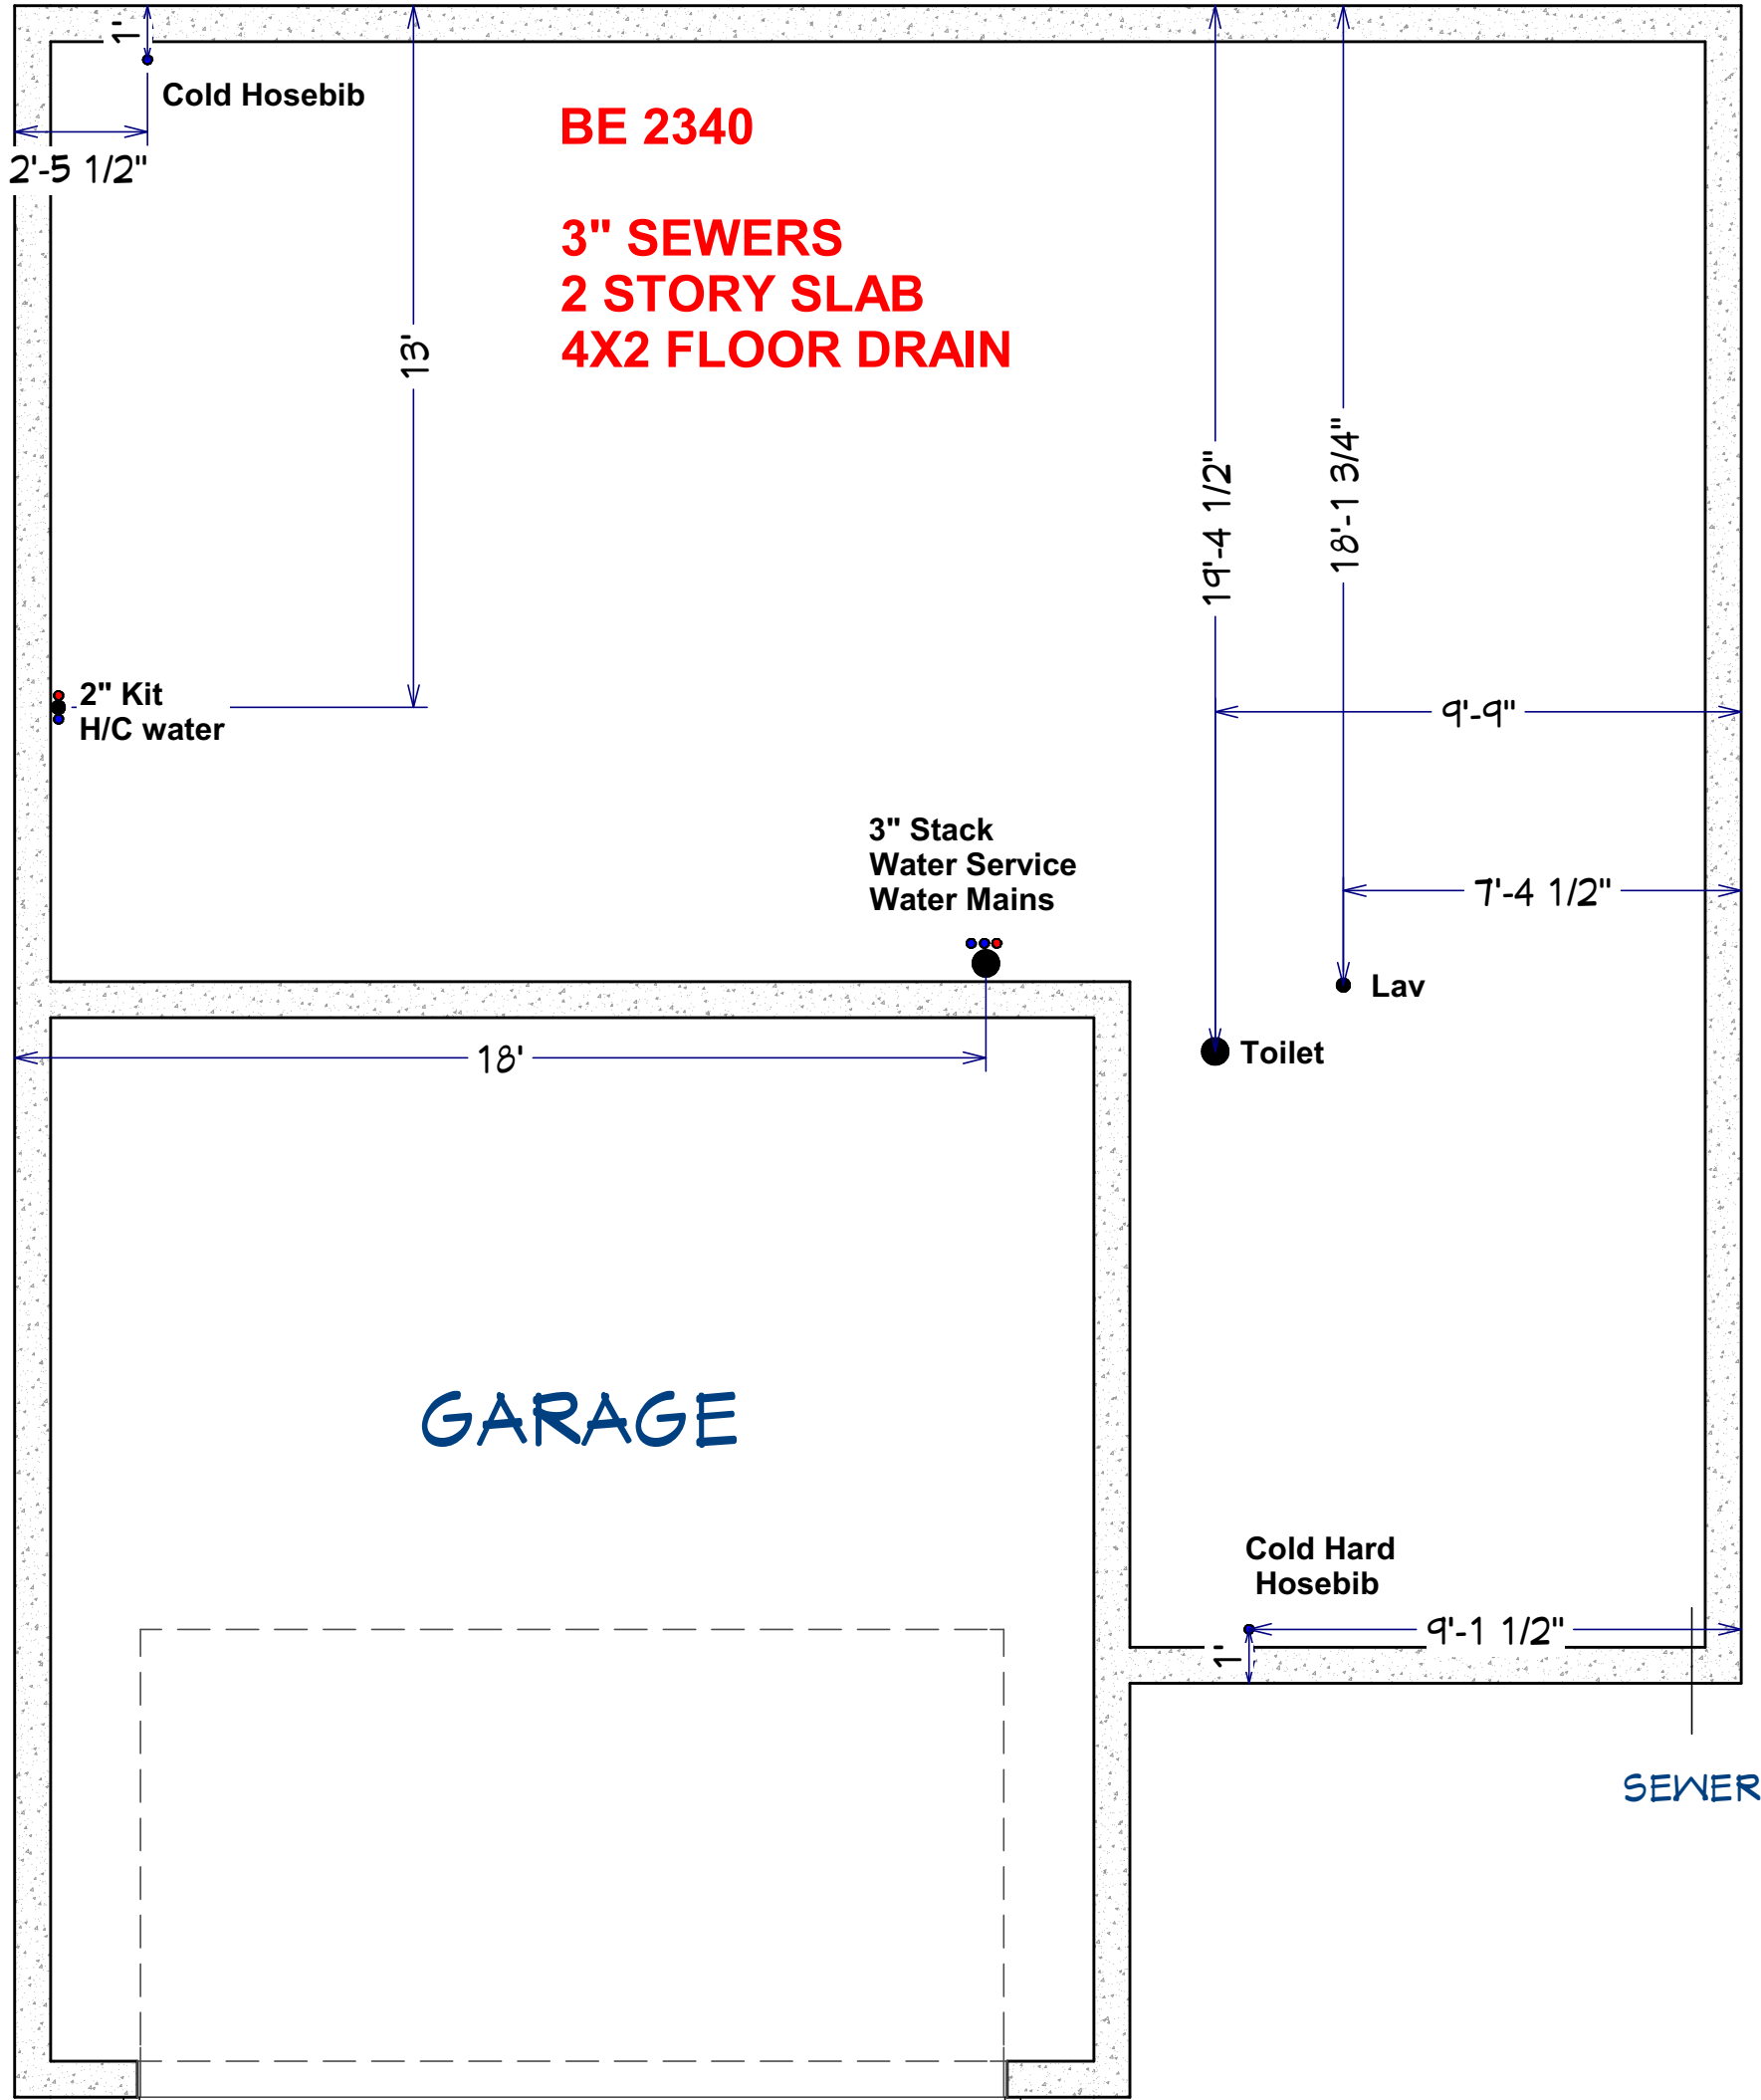 1'
Cold Hosebib
2'-5 1/2"
BE 2340
3" SEWERS
2 STORY SLAB
4X2 FLOOR DRAIN
13'
19'-4 1/2"
18'-1 3/4"
2" Kit
H/C water
9'-9"
3" Stack
Water Service
Water Mains
7'-4 1/2"
Lav
Toilet
18'
GARAGE
Cold Hard
Hosebib
9'-1 1/2"
1'
SEWER